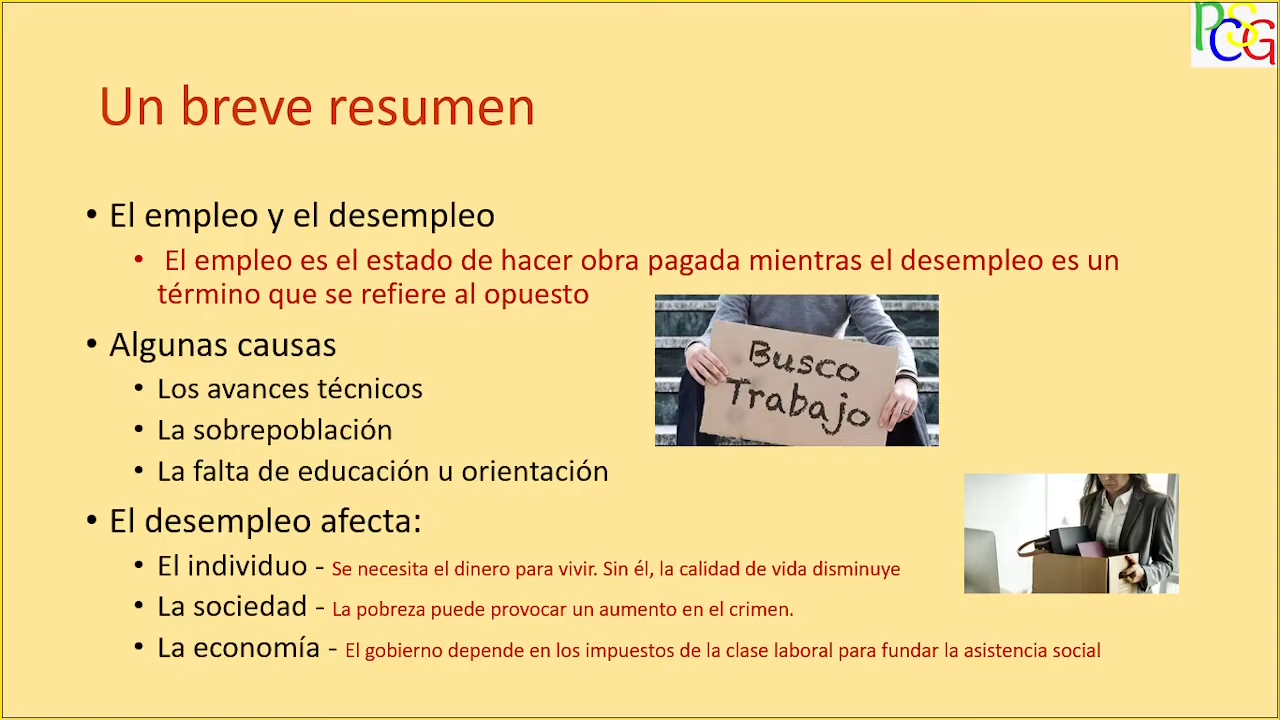 PCSG
Un breve resumen
• El empleo y el desempleo
• El empleo es el estado de hacer obra pagada mientras el desempleo es un
término que se refiere al opuesto
• Algunas causas
• Los avances técnicos
• La sobrepoblación
• La falta de educación u orientación
Busco
Trabajo
• El desempleo afecta:
• El individuo - Se necesita el dinero para vivir. Sin él, la calidad de vida disminuye
• La sociedad - La pobreza puede provocar un aumento en el crimen.
• La economía - El gobierno depende en los impuestos de la clase laboral para fundar la asistencia social